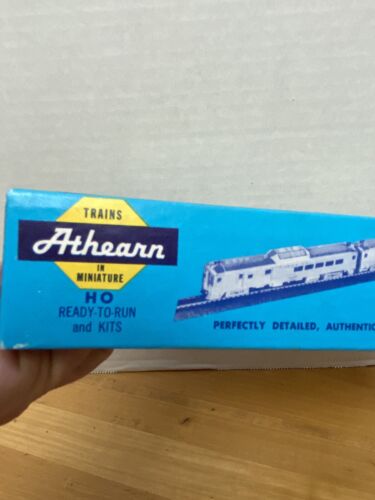 TRAINS
Athearn
IN
MINIATURE
HO
READY-TO-RUN
and KITS
PERFECTLY DETAILED, AUTHENTIC